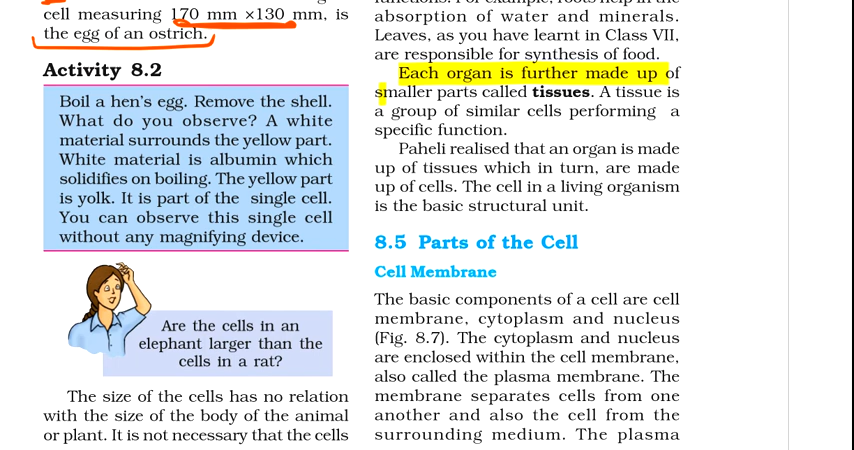 cell measuring 170 mm ×130 mm, is
the egg of an ostrich.
Activity 8.2
Boil a hen's egg. Remove the shell.
What do you observe? A white
material surrounds the yellow part.
White material is albumin which
solidifies on boiling. The yellow part
is yolk. It is part of the single cell.
You can observe this single cell
without any magnifying device.
Are the cells in an
elephant larger than the
cells in a rat?
The size of the cells has no relation
with the size of the body of the animal
or plant. It is not necessary that the cells
absorption of water and minerals.
Leaves, as you have learnt in Class VII,
are responsible for synthesis of food.
Each organ is further made up of
smaller parts called tissues. A tissue is
a group of similar cells performing a
specific function.
Paheli realised that an organ is made
up of tissues which in turn, are made
up of cells. The cell in a living organism
is the basic structural unit.
8.5 Parts of the Cell
Cell Membrane
The basic components of a cell are cell
membrane, cytoplasm and nucleus
(Fig. 8.7). The cytoplasm and nucleus
are enclosed within the cell membrane,
also called the plasma membrane. The
membrane separates cells from one
another and also the cell from the
surrounding medium. The plasma